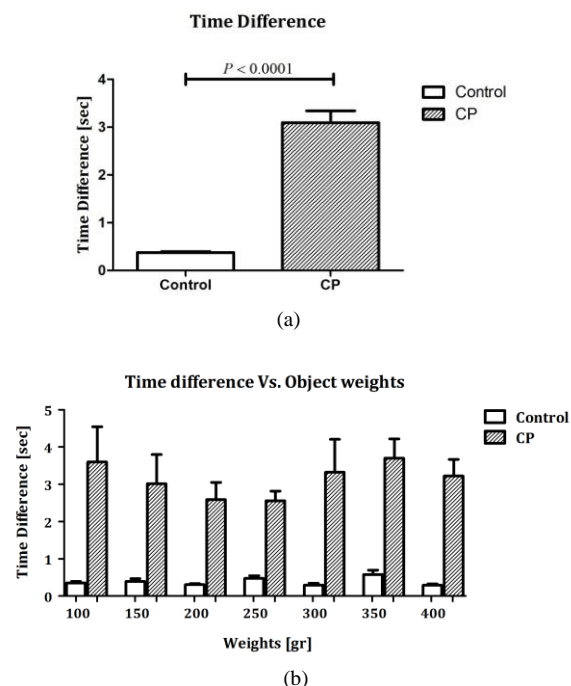 Time Difference
P < 0.0001
Control
CP
Time Difference [sec]
4
3
2
1
0
Control CP
(a)
Time difference Vs. Object weights
Control
CP
Time Difference [sec]
5
4
3
2
1
0
100 150 200 250 300 350 400
Weights [gr]
(b)